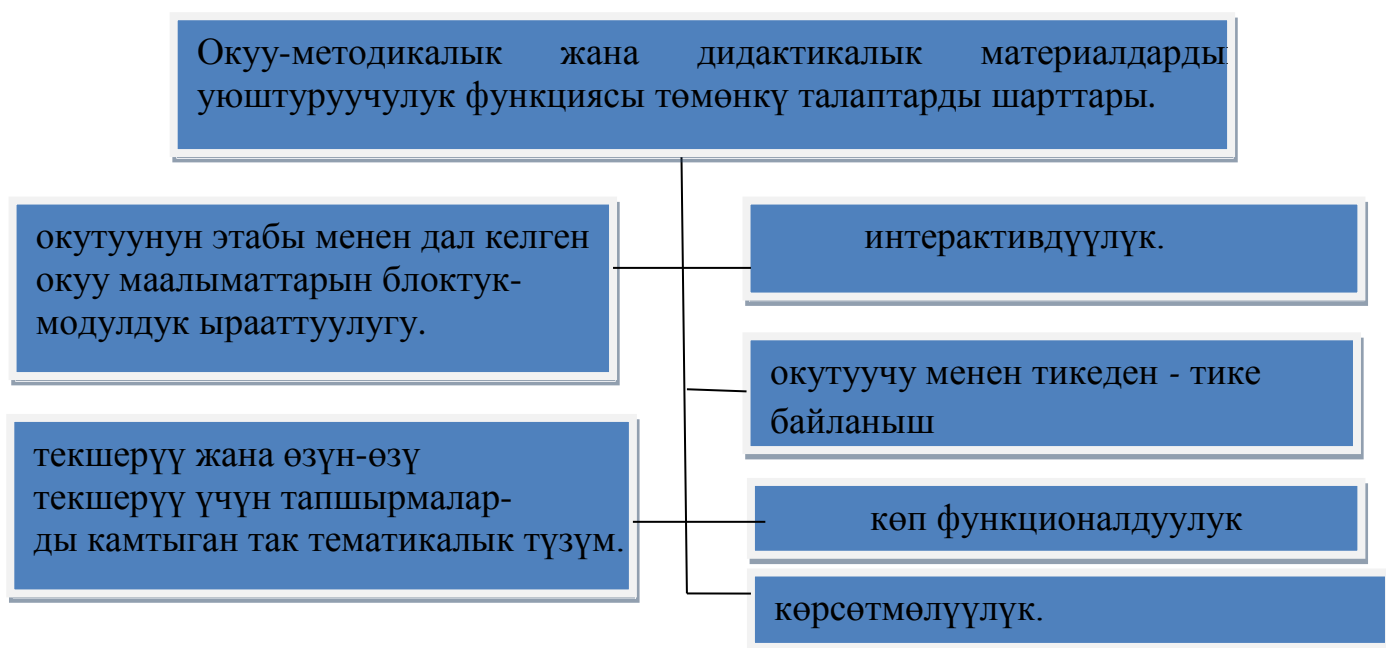 Окуу-методикалык жана дидактикалык материалдарды
уюштуруучулук функциясы төмөнкү талаптарды шарттары.
окутуунун этабы менен дал келген
окуу маалыматтарын блоктук-
модулдук ырааттуулугу.
интерактивдүүлүк.
окутуучу менен тикеден - тике
байланыш
текшерүү жана өзүн-өзү
текшерүү үчүн тапшырмалар-
ды камтыган так тематикалык түзүм.
көп функционалдуулук
көрсөтмөлүүлүк.